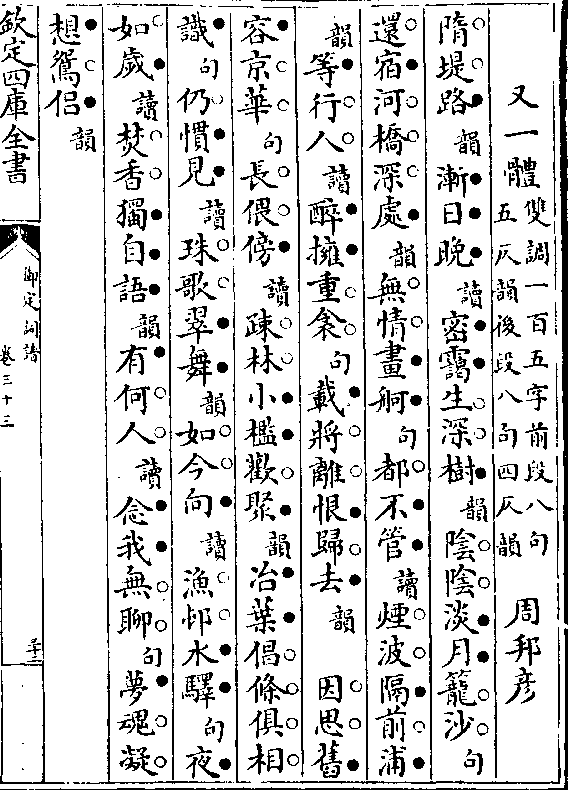 又一體 雙調一百五字前段八句五仄韻後段八句四仄韻 周邦彥
隋堤路韻漸日晚讀密靄生深樹韻陰陰淡月籠沙句
還宿河橋深處韻無情畫舸句都不管讀煙波隔前浦
韻等行人讀醉擁重衾句載將離恨歸去韻 因思舊
容京華句長偎傍讀疎林小檻歡聚韻冶葉倡條俱相
識句仍慣見讀珠歌翠舞韻如今向讀漁邨水驛句夜
如歲讀焚香獨自語韻有何人讀念我無聊句夢魂凝
想鴛侶韻
欽定四庫全書
御定詞譜
卷三十三